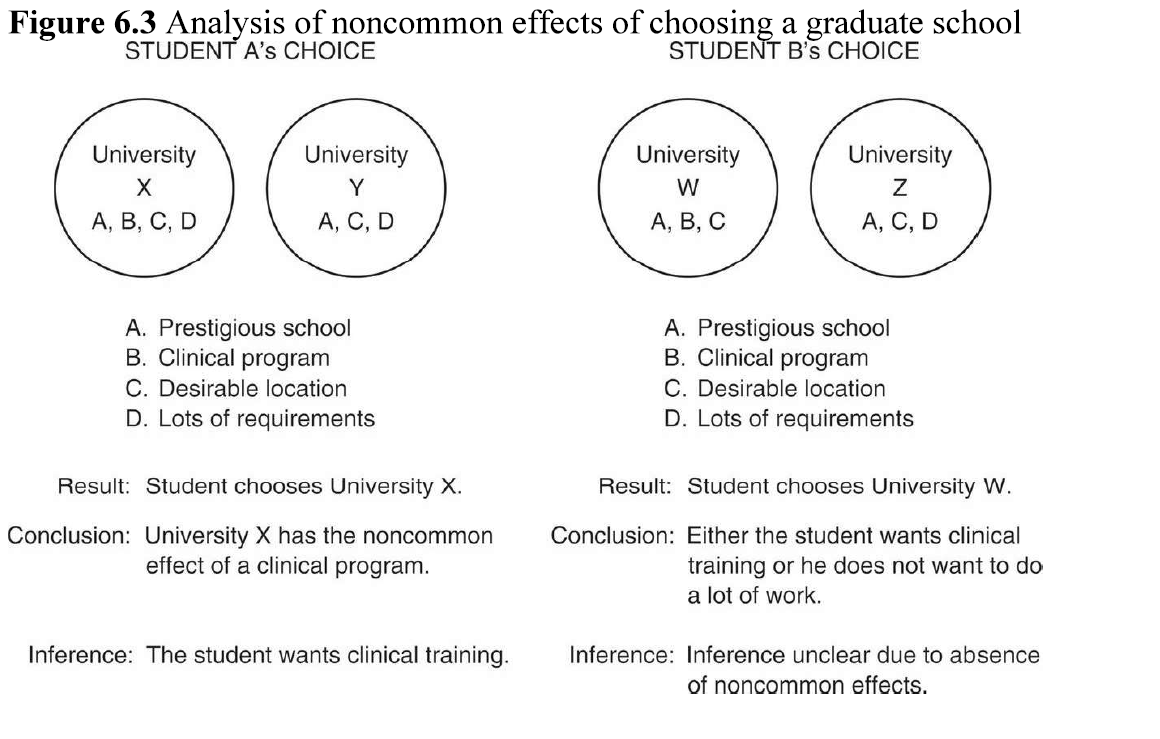 Figure 6.3 Analysis of noncommon effects of choosing a graduate school
STUDENT A's CHOICE
University
X
A, B, C, D
University
Y
A, C, D
A. Prestigious school
B. Clinical program
C. Desirable location
D. Lots of requirements
Result: Student chooses University X.
Conclusion: University X has the noncommon
effect of a clinical program.
Inference: The student wants clinical training.
STUDENT B's CHOICE
University
W
A, B, C
University
Z
A, C, D
A. Prestigious school
B. Clinical program
C. Desirable location
D. Lots of requirements
Result: Student chooses University W.
Conclusion: Either the student wants clinical
training or he does not want to do
a lot of work.
Inference: Inference unclear due to absence
of noncommon effects.